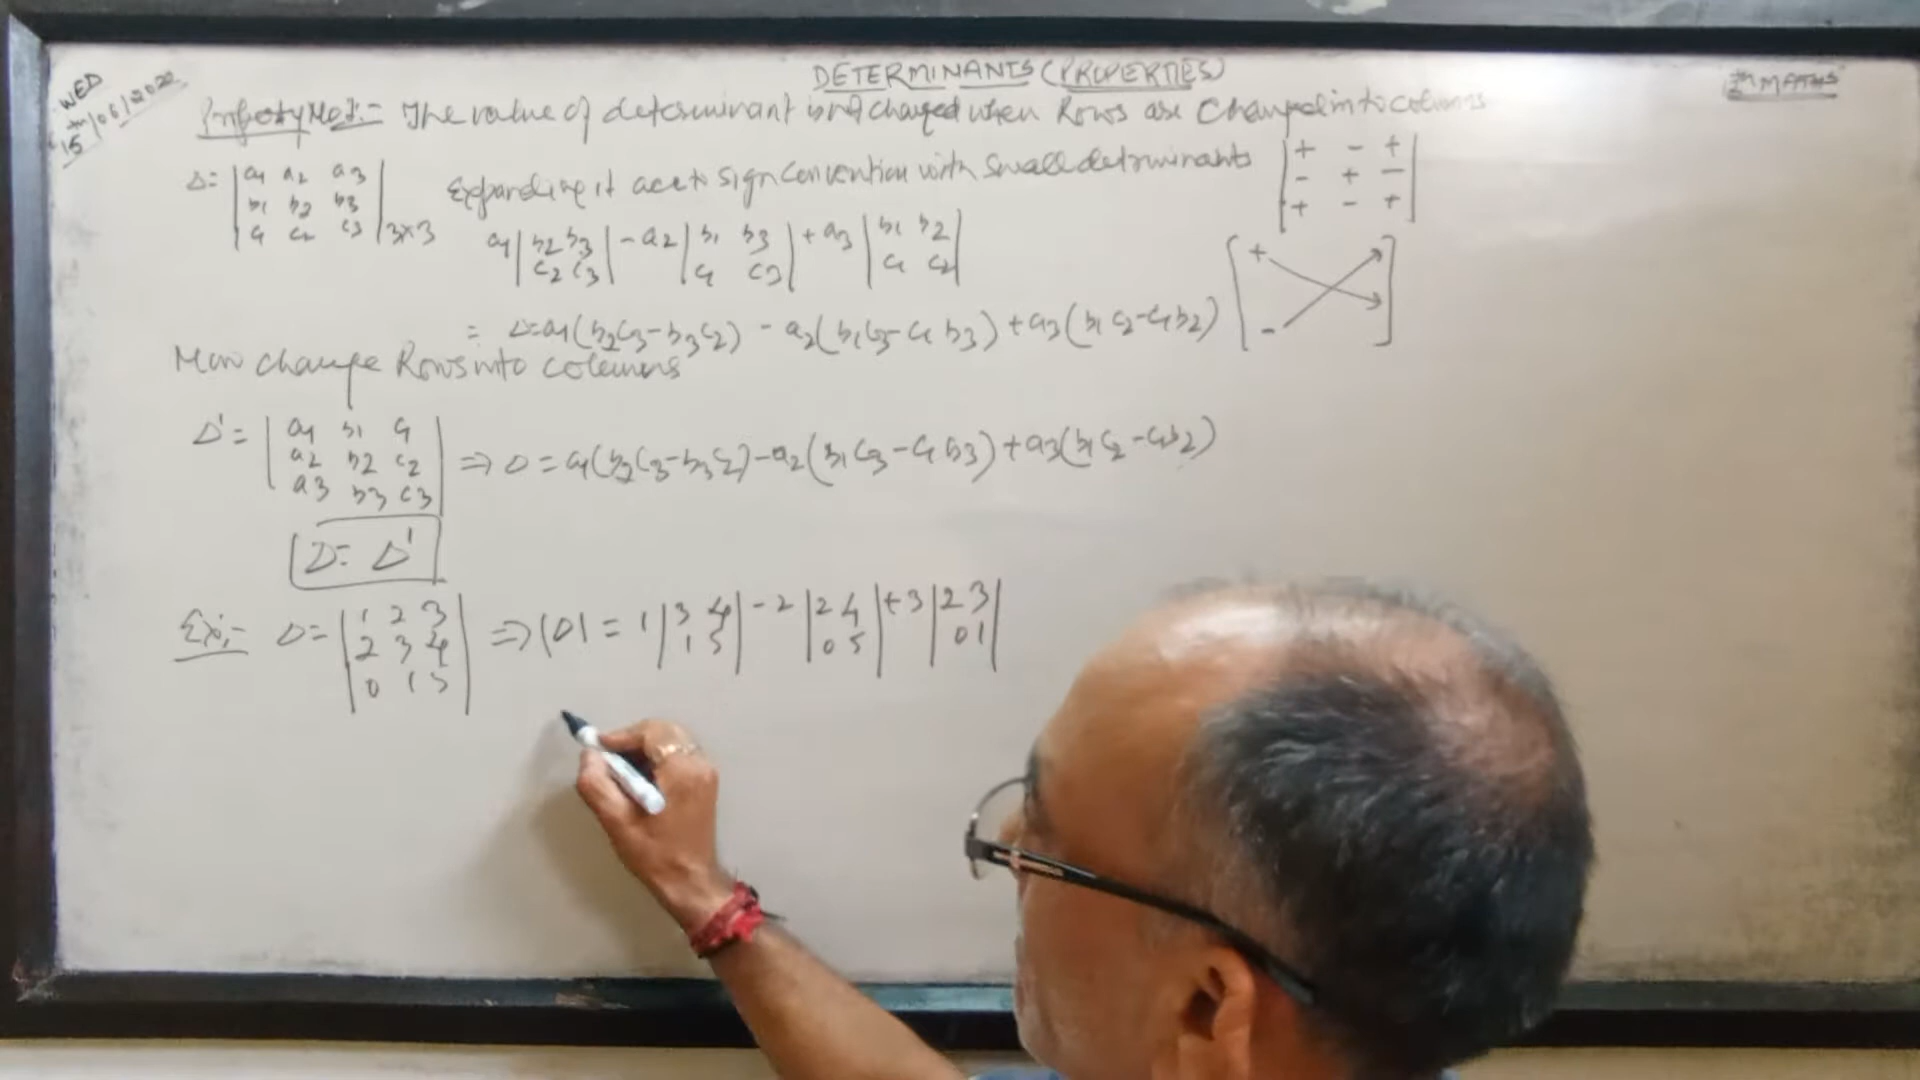 DETERMINANTS (PROPERTIES)
WED
15th/06/2022
MATHS
Property No1:- The value of determinant is not changed when Rows are Changed into columns
Δ= | a1 a2 a3 |
| b1 b2 b3 |
| c1 c2 c3 | 3x3
Expanding it acc to sign convention with small determinants
| + - + |
| - + - |
| + - + |
a1 | b2 b3 | - a2 | b1 b3 | + a3 | b1 b2 |
| c2 c3 | | c1 c3 | | c1 c2 |
= Δ=a1(b2c3-b3c2) - a2(b1c3-c1b3) + a3(b1c2-c1b2)
+
-
Now change Rows into columns
Δ' = | a1 b1 c1 |
| a2 b2 c2 |
| a3 b3 c3 |
⇒ D = a1(b2c3-b3c2)-a2(b1c3-c1b3)+a3(b1c2-c1b2)
D= Δ'
Ex:- D= | 1 2 3 |
| 2 3 4 |
| 0 1 5 |
⇒ |D| = 1 | 3 4 | -2 | 2 4 | +3 | 2 3 |
| 1 5 | | 0 5 | | 0 1 |